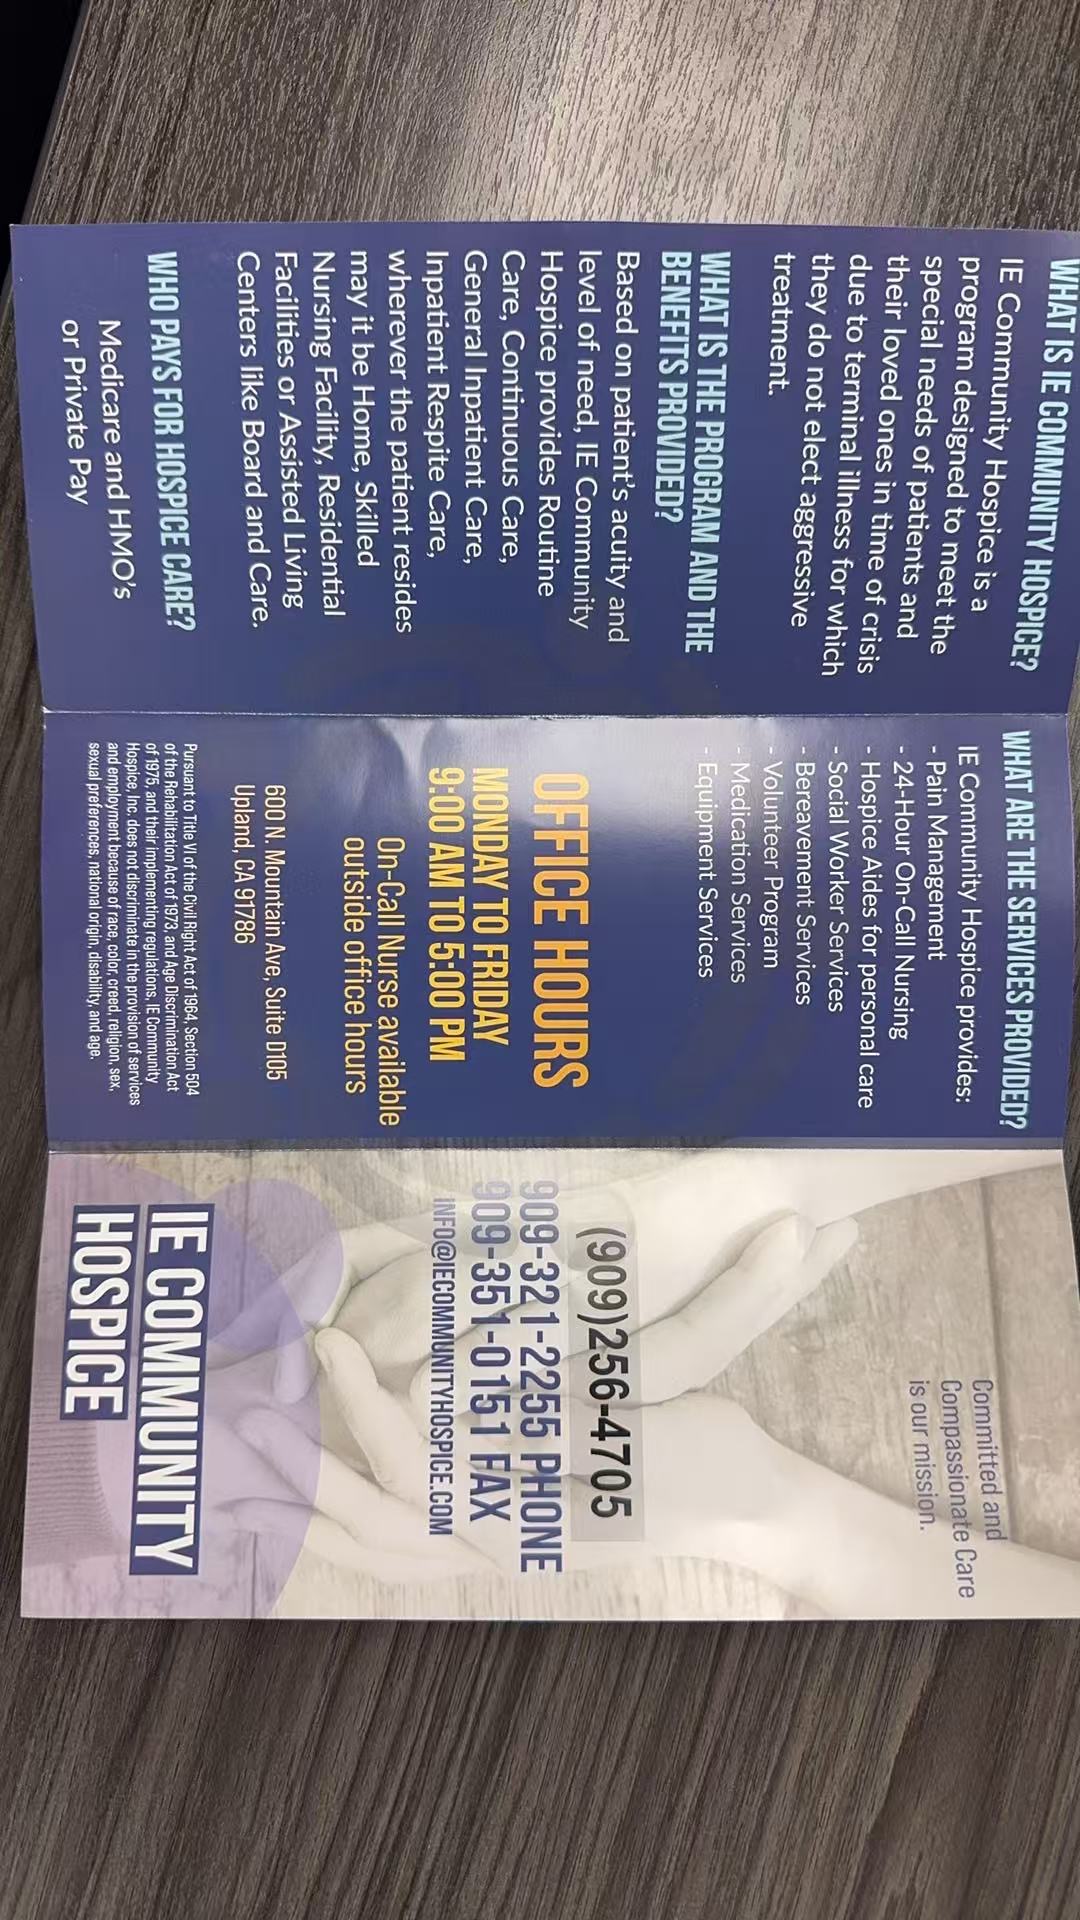 WHAT IS IE COMMUNITY HOSPICE?
IE Community Hospice is a
program designed to meet the
special needs of patients and
their loved ones in time of crisis
due to terminal illness for which
they do not elect aggressive
treatment.
WHAT IS THE PROGRAM AND THE
BENEFITS PROVIDED?
Based on patient's acuity and
level of need, IE Community
Hospice provides Routine
Care, Continuous Care,
General Inpatient Care,
Inpatient Respite Care,
wherever the patient resides
may it be Home, Skilled
Nursing Facility, Residential
Facilities or Assisted Living
Centers like Board and Care.
WHO PAYS FOR HOSPICE CARE?
Medicare and HMO's
or Private Pay
WHAT ARE THE SERVICES PROVIDED?
IE Community Hospice provides:
- Pain Management
- 24-Hour On-Call Nursing
- Hospice Aides for personal care
- Social Worker Services
- Bereavement Services
- Volunteer Program
- Medication Services
- Equipment Services
OFFICE HOURS
MONDAY TO FRIDAY
9:00 AM TO 5:00 PM
On-Call Nurse available
outside office hours
600 N. Mountain Ave, Suite D105
Upland, CA 91786
Pursuant to Title VI of the Civil Right Act of 1964, Section 504
of the Rehabilitation Act of 1973, and Age Discrimination Act
of 1975, and their implementing regulations, IE Community
Hospice, Inc. does not discriminate in the provision of services
and employment because of race, color, creed, religion, sex,
sexual preferences, national origin, disability, and age.
Committed and
Compassionate Care
is our mission.
(909)256-4705
909-321-2255 PHONE
909-351-0151 FAX
INFO@IECOMMUNITYHOSPICE.COM
IE COMMUNITY
HOSPICE